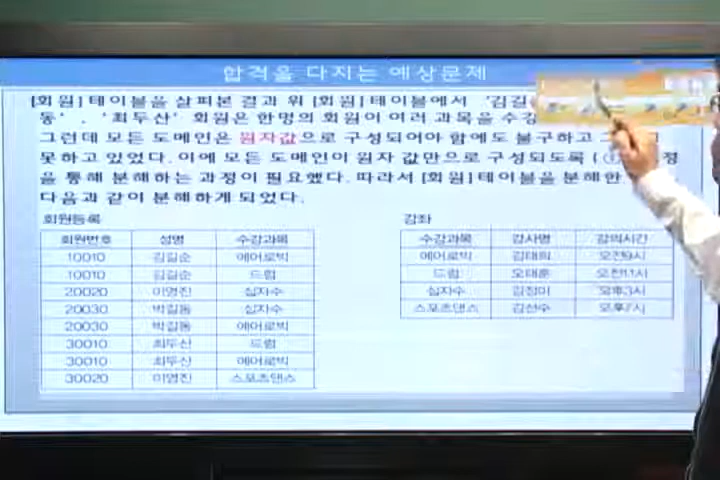 합격을 다지는 예상문제
[회원] 테이블을 살펴본 결과 위 [회원] 테이블에서 '김길
동', '최두산' 회원은 한명의 회원이 여러 과목을 수강
그런데 모든 도메인은 원자값으로 구성되어야 함에도 불구하고
못하고 있었다. 이에 모든 도메인이 원자 값만으로 구성되도록 ( ① ) 정
을 통해 분해하는 과정이 필요했다. 따라서 [회원]테이블을 분해한
다음과 같이 분해하게 되었다.
회원등록 강좌
회원번호 성명 수강과목 수강과목 강사명 강의시간
10010 김길순 에어로빅 에어로빅 김태희 오전9시
10010 김길순 드럼 드럼 오태훈 오전11시
20020 이영진 십자수 십자수 김정미 오후3시
20030 박길동 십자수 스포츠댄스 김선수 오후7시
20030 박길동 에어로빅
30010 최두산 드럼
30010 최두산 에어로빅
30020 이영진 스포츠댄스